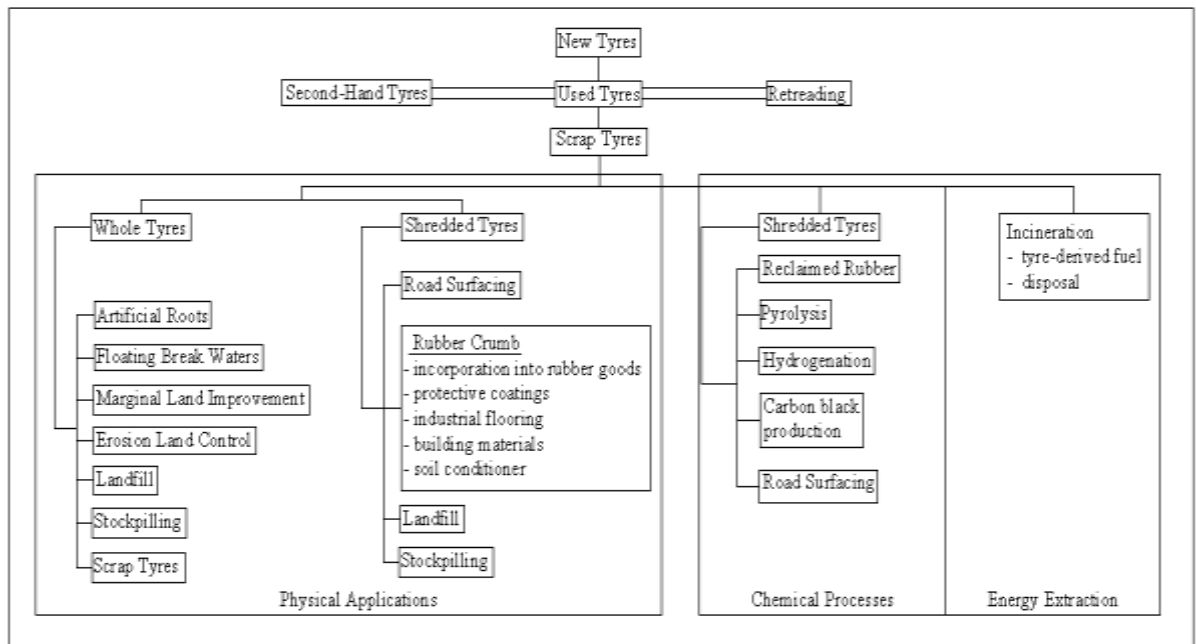 New Tyres
Second-Hand Tyres
Used Tyres
Retreading
Scrap Tyres
Whole Tyres
Artificial Roots
Floating Break Waters
Marginal Land Improvement
Erosion Land Control
Landfill
Stockpilling
Scrap Tyres
Shredded Tyres
Road Surfacing
Rubber Crumb
- incorporation into rubber goods
- protective coatings
- industrial flooring
- building materials
- soil conditioner
Landfill
Stockpilling
Physical Applications
Shredded Tyres
Reclaimed Rubber
Pyrolysis
Hydrogenation
Carbon black
production
Road Surfacing
Chemical Processes
Incineration
- tyre-derived fuel
- disposal
Energy Extraction